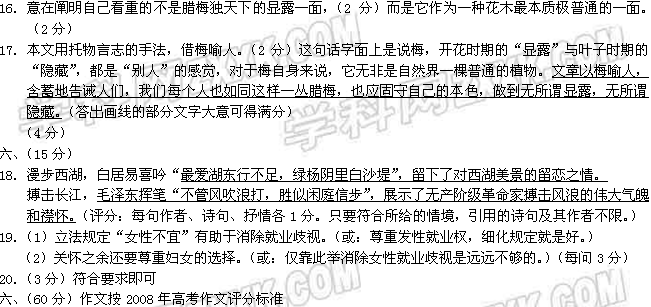 16. 意在阐明自己看重的不是腊梅独天下的显露一面，(2 分) 而是它作为一种花木最本质极普通的一面。
(2分)
17. 本文用托物言志的手法，借梅喻人。(2 分) 这句话字面上是说梅，开花时期的“显露”与叶子时期的
“隐藏”，都是“别人”的感觉，对于梅自身来说，它无非是自然界一棵普通的植物。文章以梅喻人，
含蓄地告诫人们，我们每个人也如同这样一丛腊梅，也应固守自己的本色，做到无所谓显露，无所谓
隐藏。(答出画线的部分文字大意可得满分)
(4分)
六、(15分)
18. 漫步西湖，白居易喜吟“最爱湖东行不足，绿杨阴里白沙堤”，留下了对西湖美景的留恋之情。
搏击长江，毛泽东挥笔“不管风吹浪打，胜似闲庭信步”，展示了无产阶级革命家搏击风浪的伟大气魄
和襟怀。(评分：每句作者、诗句、抒情各 1 分。只要符合所给的情境，引用的诗句及其作者不限。)
19. (1) 立法规定“女性不宜”有助于消除就业歧视。(或：尊重发性就业权，细化规定就是好。)
(2) 关怀之余还要尊重妇女的选择。(或：仅靠此举消除女性就业歧视是远远不够的。) (每问 3 分)
20. (3分) 符合要求即可
六、(60 分) 作文按 2008 年高考作文评分标准